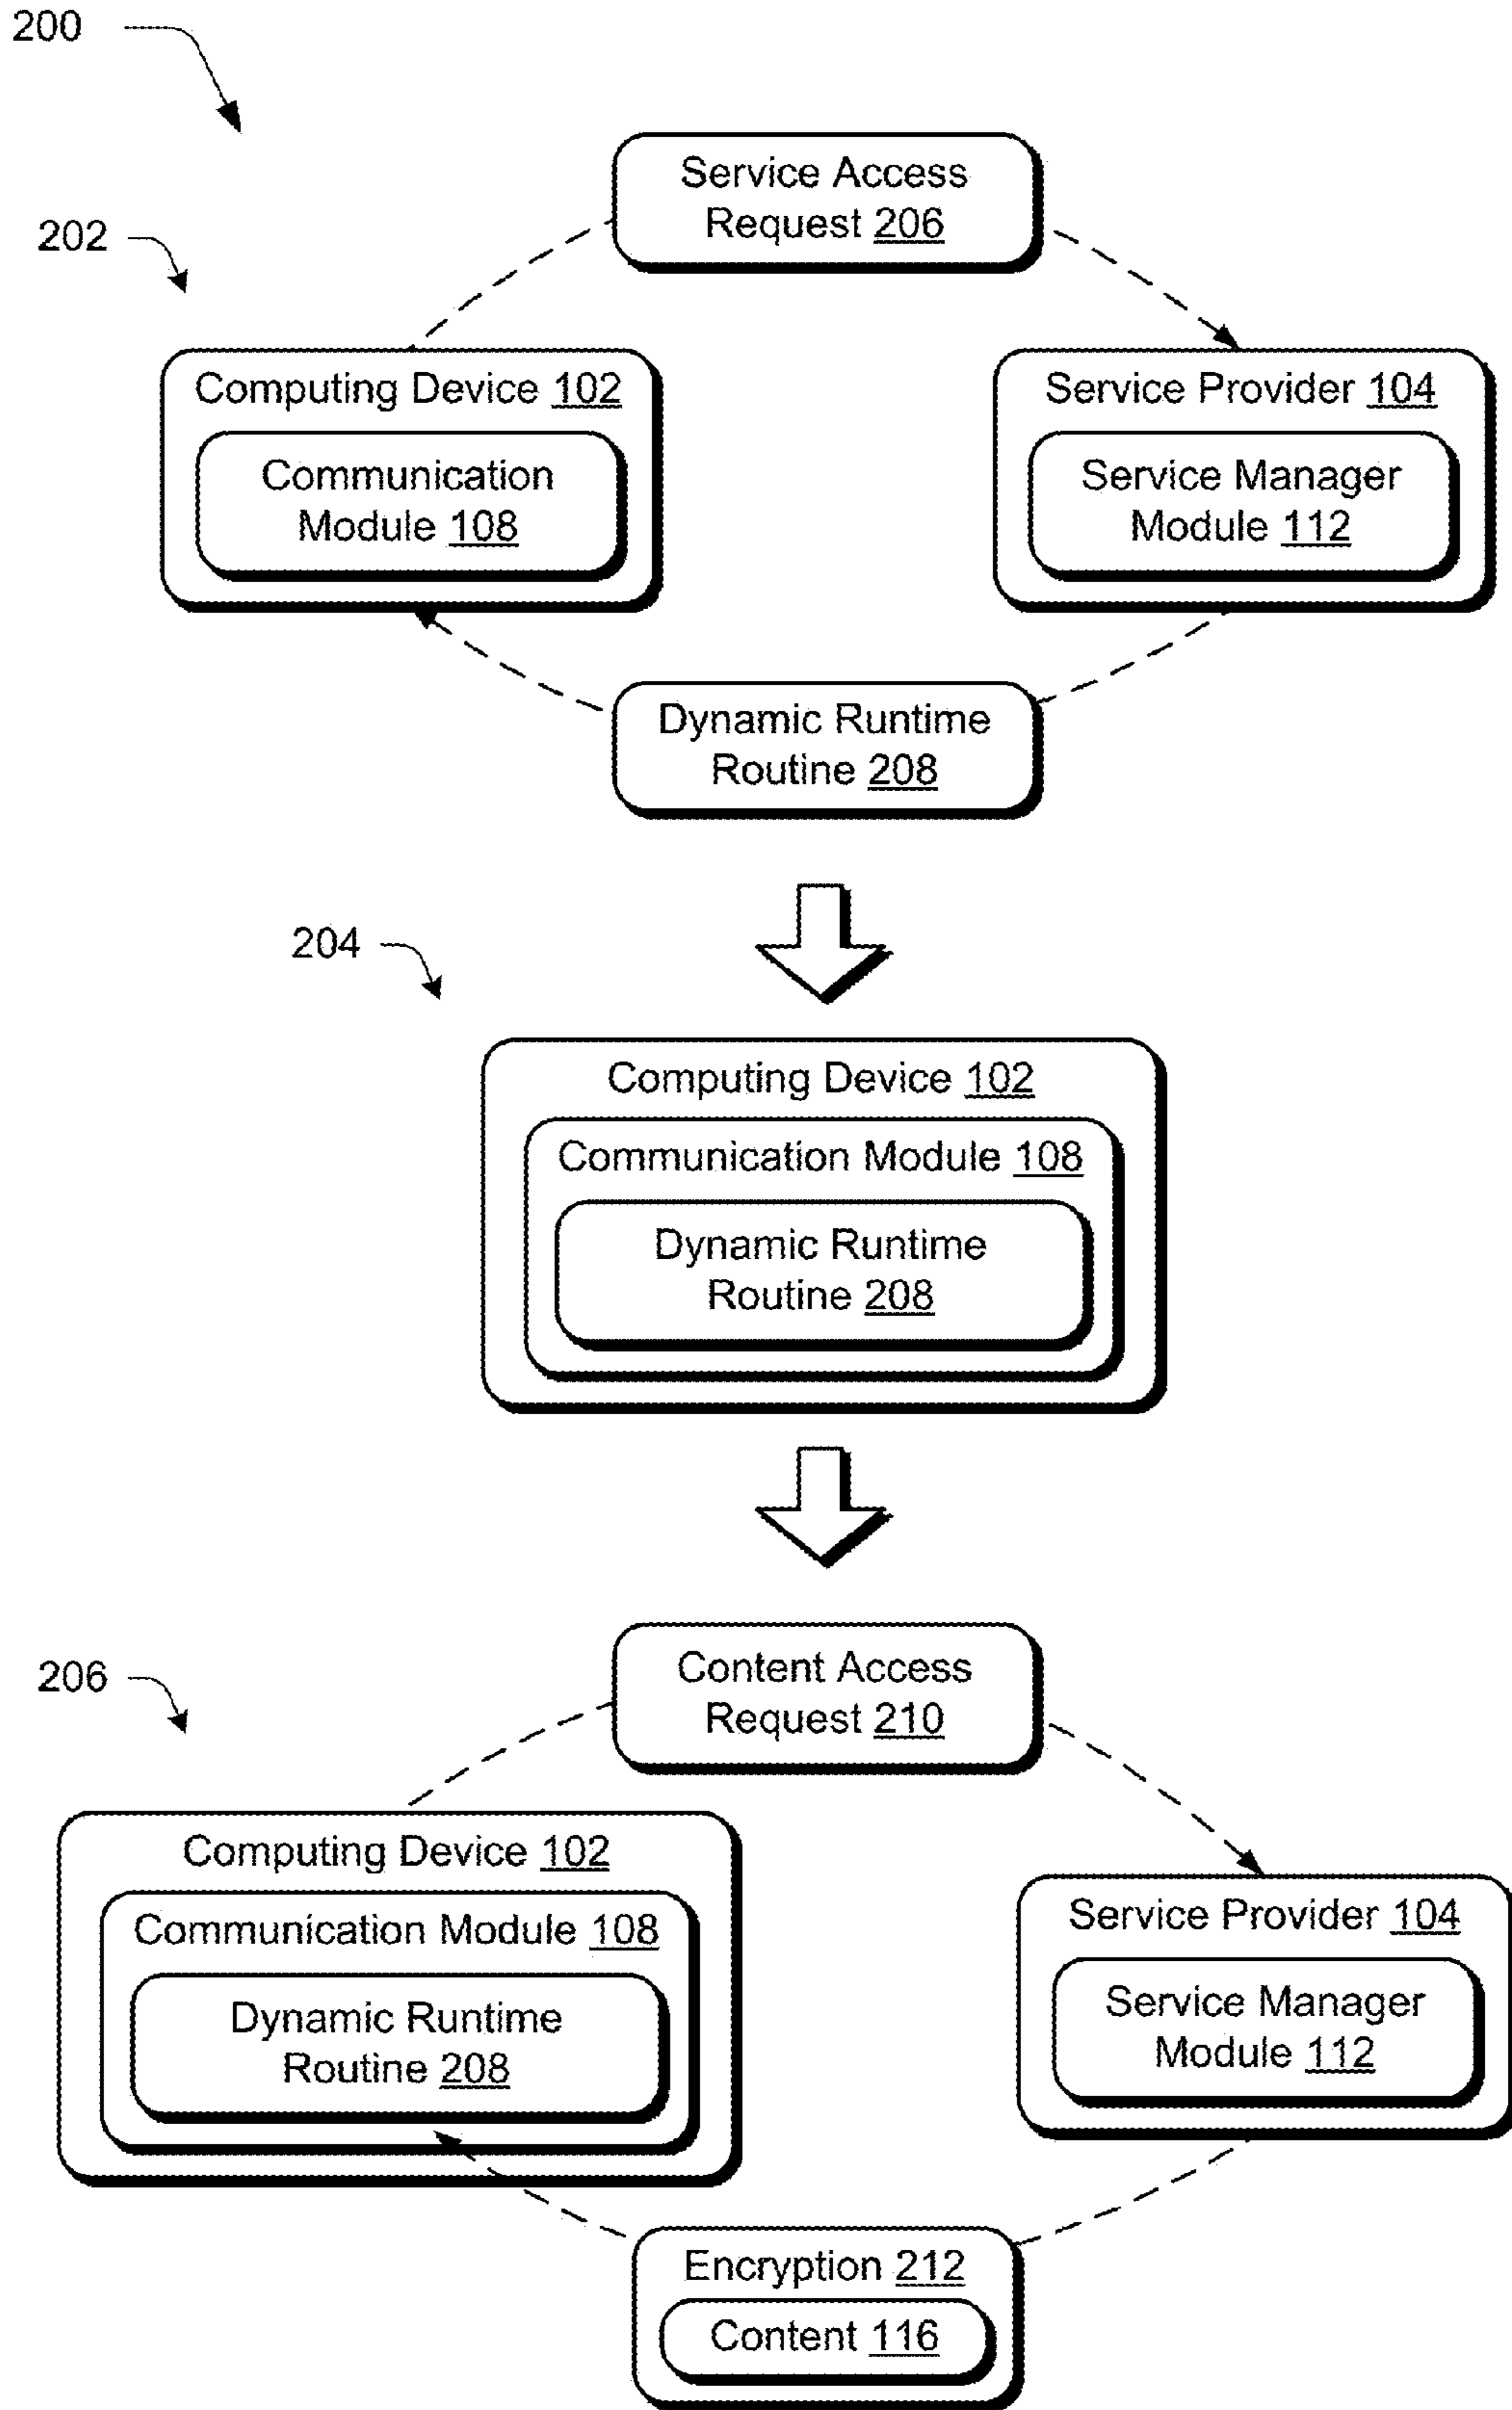 200
Service Access
Request 206
202
Computing Device 102
Service Provider 104
Communication
Module 108
Service Manager
Module 112
Dynamic Runtime
Routine 208
204
Computing Device 102
Communication Module 108
Dynamic Runtime
Routine 208
Content Access
Request 210
206
Computing Device 102
Communication Module 108
Dynamic Runtime
Routine 208
Service Provider 104
Service Manager
Module 112
Encryption 212
Content 116